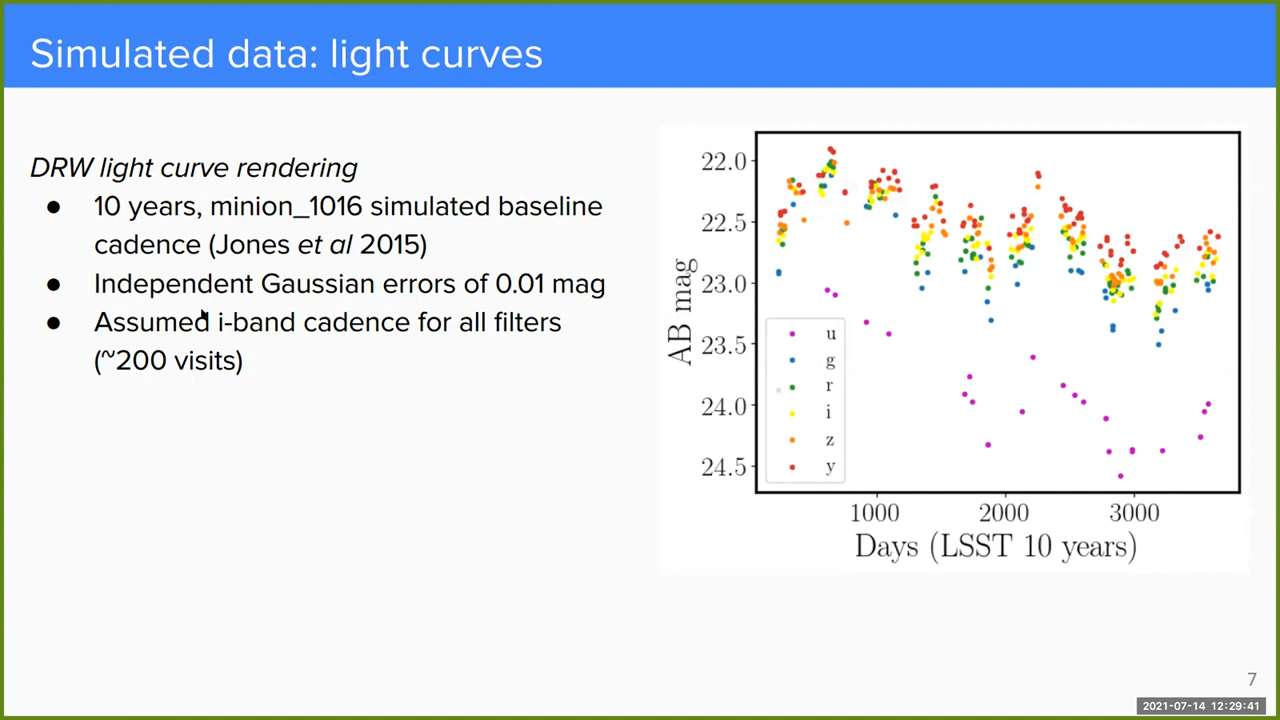 Simulated data: light curves
DRW light curve rendering
● 10 years, minion_1016 simulated baseline
cadence (Jones et al 2015)
● Independent Gaussian errors of 0.01 mag
● Assumed i-band cadence for all filters
(~200 visits)
22.0
22.5
23.0
23.5
24.0
24.5
AB mag
u
g
r
i
z
y
1000 2000 3000
Days (LSST 10 years)
7
2021-07-14 12:29:41